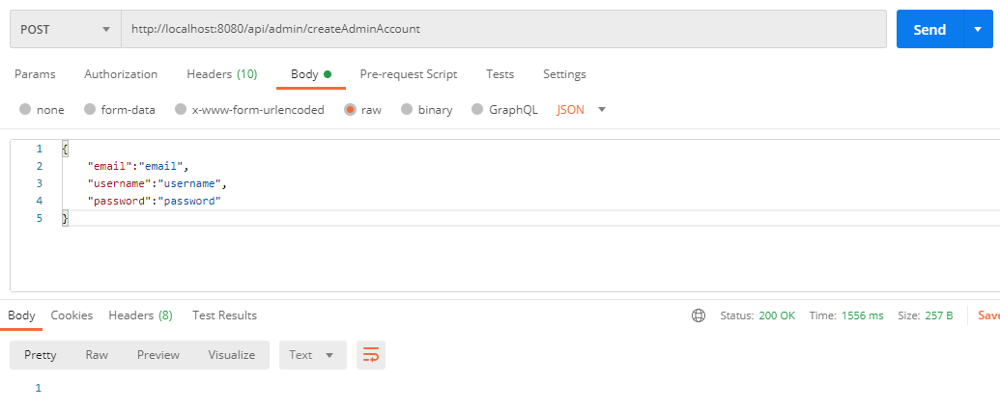 POST http://localhost:8080/api/admin/createAdminAccount Send
Params Authorization Headers (10) Body Pre-request Script Tests Settings
none form-data x-www-form-urlencoded raw binary GraphQL JSON
1 {
2 "email":"email",
3 "username":"username",
4 "password":"password"
5 }
Body Cookies Headers (8) Test Results Status: 200 OK Time: 1556 ms Size: 257 B Save
Pretty Raw Preview Visualize Text
1